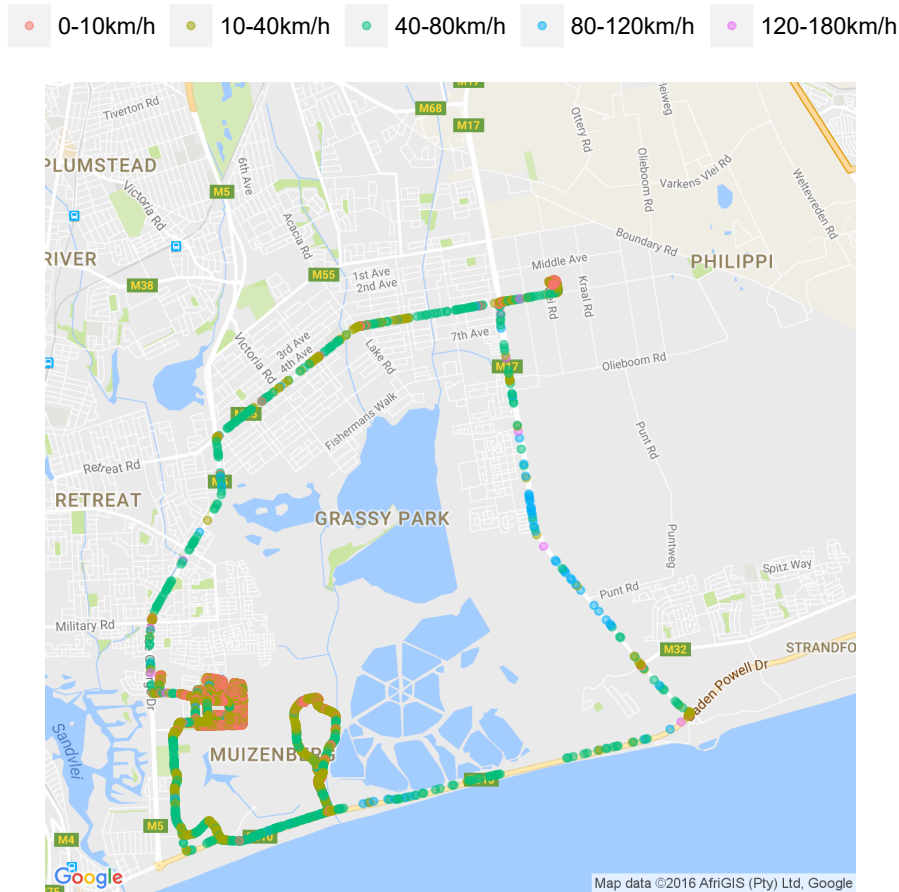 0-10km/h 10-40km/h 40-80km/h 80-120km/h 120-180km/h
M17
M68
M17
Tiverton Rd
Ottery Rd
PLUMSTEAD
6th Ave
Olieboom Rd
Varkens Vlei Rd
Weltevreden Rd
Victoria Rd
M5
Acacia Rd
Boundary Rd
RIVER
M55
1st Ave
2nd Ave
Middle Ave
PHILIPPI
M38
Kraal Rd
3rd Ave
4th Ave
Victoria Rd
7th Ave
Lake Rd
Olieboom Rd
Fishermans Walk
Punt Rd
Retreat Rd
RETREAT
GRASSY PARK
Puntweg
Spitz Way
Punt Rd
Military Rd
M32
STRANDFO
aden Powell Dr
Sandvlei
MUIZENBERG
M5
M4
Google
Map data ©2016 AfriGIS (Pty) Ltd, Google